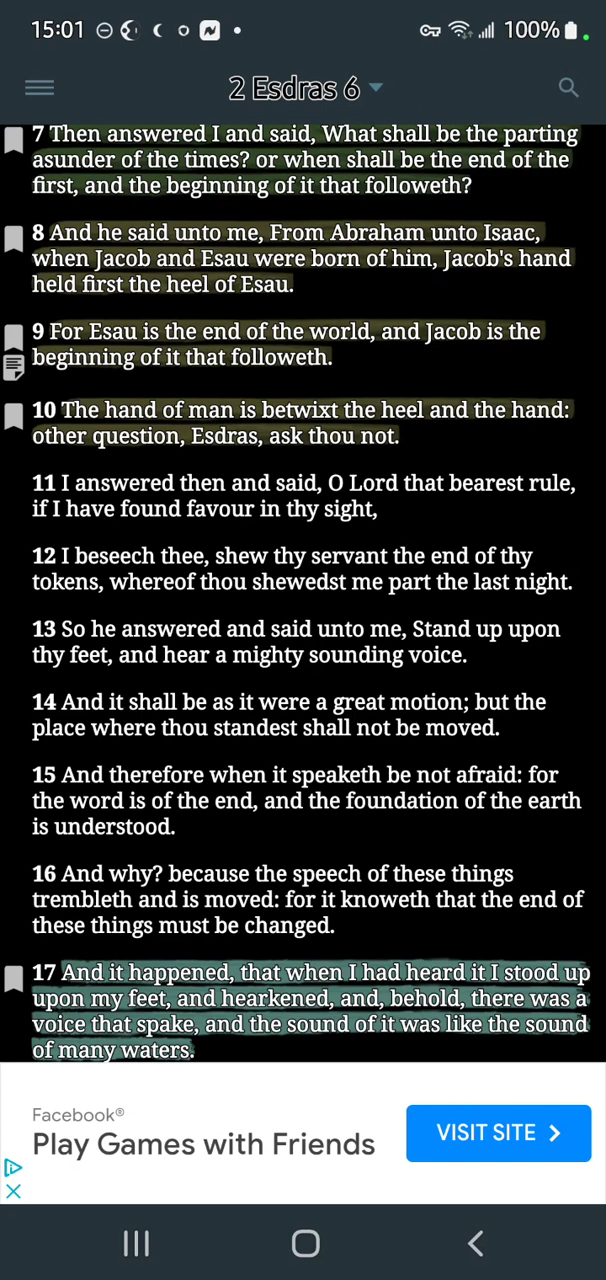 15:01
100%
2 Esdras 6
7 Then answered I and said, What shall be the parting
asunder of the times? or when shall be the end of the
first, and the beginning of it that followeth?
8 And he said unto me, From Abraham unto Isaac,
when Jacob and Esau were born of him, Jacob's hand
held first the heel of Esau.
9 For Esau is the end of the world, and Jacob is the
beginning of it that followeth.
10 The hand of man is betwixt the heel and the hand:
other question, Esdras, ask thou not.
11 I answered then and said, O Lord that bearest rule,
if I have found favour in thy sight,
12 I beseech thee, shew thy servant the end of thy
tokens, whereof thou shewedst me part the last night.
13 So he answered and said unto me, Stand up upon
thy feet, and hear a mighty sounding voice.
14 And it shall be as it were a great motion; but the
place where thou standest shall not be moved.
15 And therefore when it speaketh be not afraid: for
the word is of the end, and the foundation of the earth
is understood.
16 And why? because the speech of these things
trembleth and is moved: for it knoweth that the end of
these things must be changed.
17 And it happened, that when I had heard it I stood up
upon my feet, and hearkened, and, behold, there was a
voice that spake, and the sound of it was like the sound
of many waters.
Facebook®
Play Games with Friends
VISIT SITE